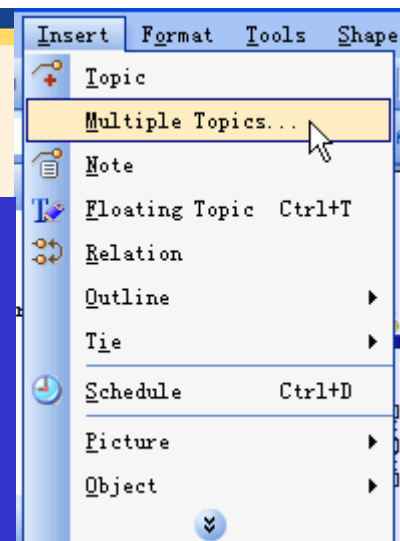 Insert Format Tools Shape
Topic
Multiple Topics...
Note
Floating Topic Ctrl+T
Relation
Outline
Tie
Schedule Ctrl+D
Picture
Object